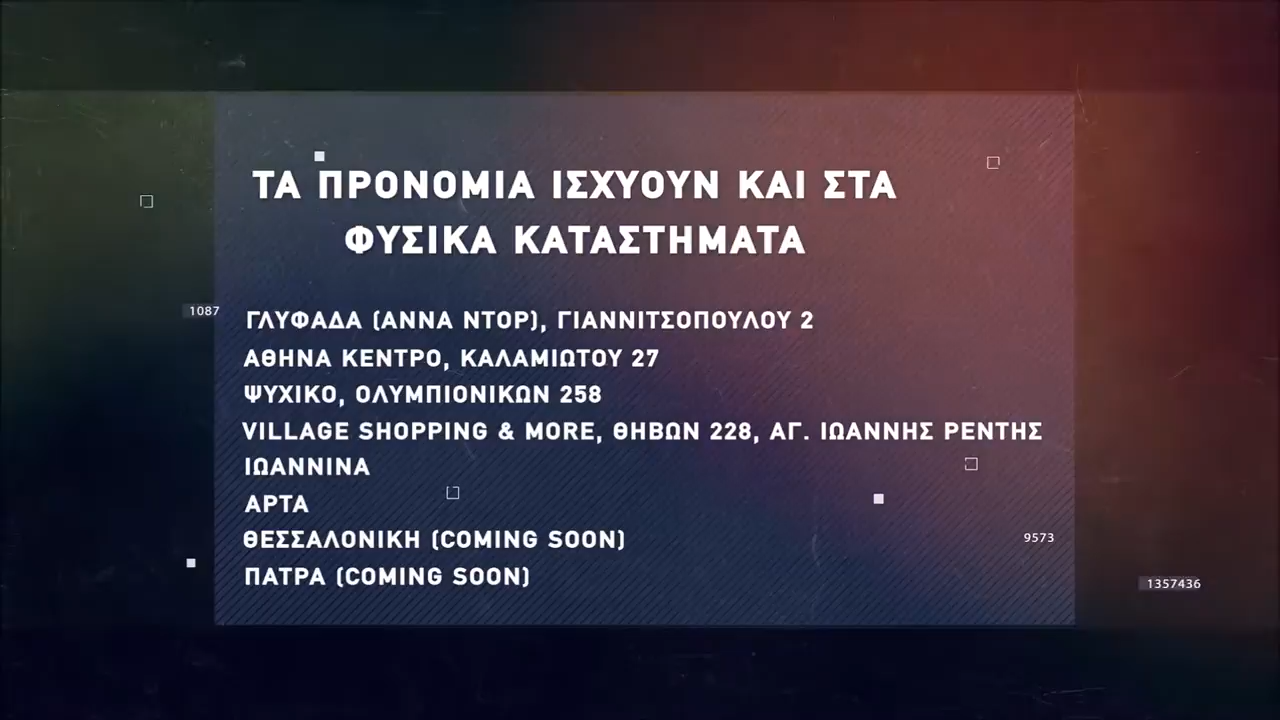 ΤΑ ΠΡΟΝΟΜΙΑ ΙΣΧΥΟΥΝ ΚΑΙ ΣΤΑ
ΦΥΣΙΚΑ ΚΑΤΑΣΤΗΜΑΤΑ
1087
ΓΛΥΦΑΔΑ (ΑΝΝΑ ΝΤΟΡ), ΓΙΑΝΝΙΤΣΟΠΟΥΛΟΥ 2
ΑΘΗΝΑ ΚΕΝΤΡΟ, ΚΑΛΑΜΙΩΤΟΥ 27
ΨΥΧΙΚΟ, ΟΛΥΜΠΙΟΝΙΚΩΝ 258
VILLAGE SHOPPING & MORE, ΘΗΒΩΝ 228, ΑΓ. ΙΩΑΝΝΗΣ ΡΕΝΤΗΣ
ΙΩΑΝΝΙΝΑ
ΑΡΤΑ
ΘΕΣΣΑΛΟΝΙΚΗ (COMING SOON)
9573
ΠΑΤΡΑ (COMING SOON)
1357436